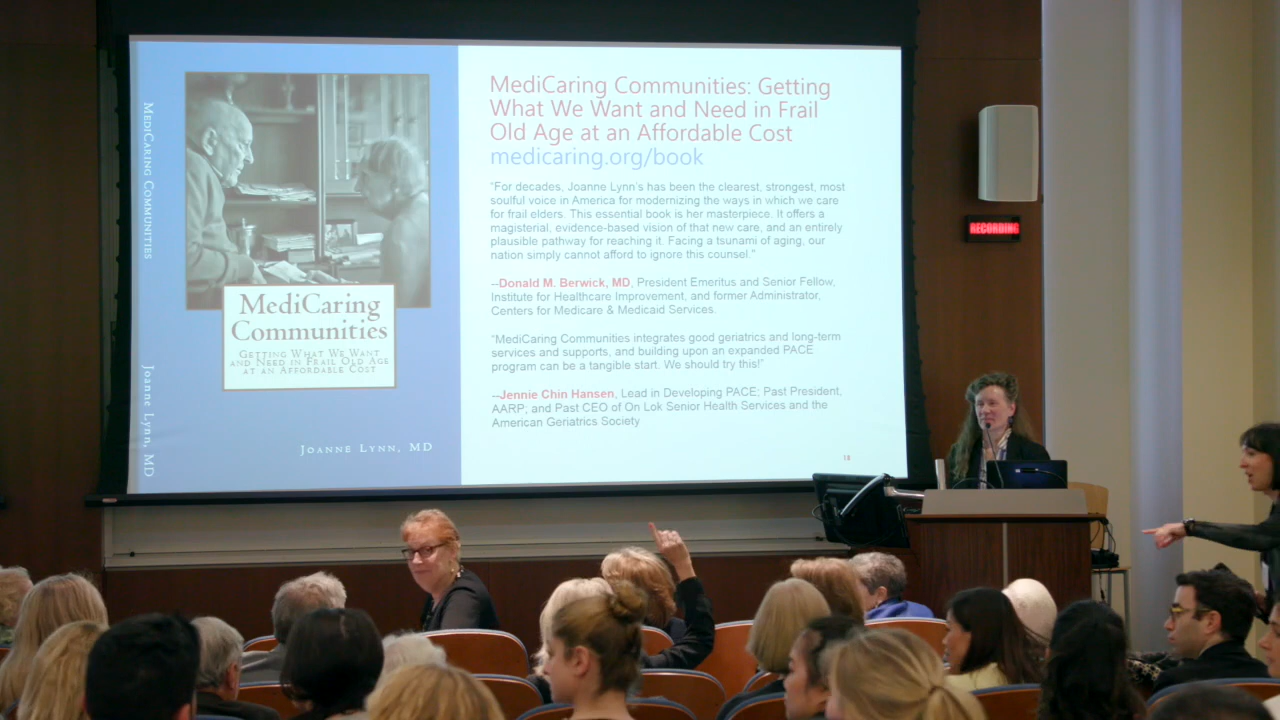 MediCaring Communities
Joanne Lynn, MD
MediCaring
Communities
Getting What We Want
and Need in Frail Old Age
at an Affordable Cost
Joanne Lynn, MD
MediCaring Communities: Getting
What We Want and Need in Frail
Old Age at an Affordable Cost
medicaring.org/book
“For decades, Joanne Lynn’s has been the clearest, strongest, most
soulful voice in America for modernizing the ways in which we care
for frail elders. This essential book is her masterpiece. It offers a
magisterial, evidence-based vision of that new care, and an entirely
plausible pathway for reaching it. Facing a tsunami of aging, our
nation simply cannot afford to ignore this counsel.”
--Donald M. Berwick, MD, President Emeritus and Senior Fellow,
Institute for Healthcare Improvement, and former Administrator,
Centers for Medicare & Medicaid Services.
“MediCaring Communities integrates good geriatrics and long-term
services and supports, and building upon an expanded PACE
program can be a tangible start. We should try this!”
--Jennie Chin Hansen, Lead in Developing PACE; Past President,
AARP; and Past CEO of On Lok Senior Health Services and the
American Geriatrics Society
18
RECORDING